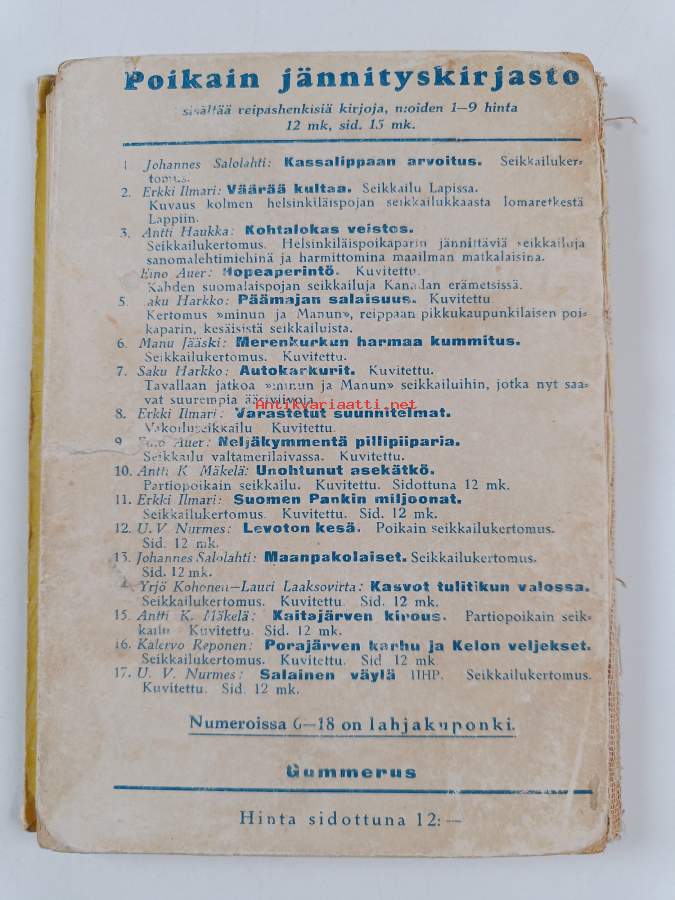 Poikain jännityskirjasto
sisältää reipashenkisiä kirjoja, n:oiden 1—9 hinta
12 mk, sid. 15 mk.
1 Johannes Salolahti: Kassalippaan arvoitus. Seikkailuker-
tomus.
2. Erkki Ilmari: Väärää kultaa. Seikkailu Lapissa.
Kuvaus kolmen helsinkiläispojan seikkailukkaasta lomaretkestä
Lappiin.
3. Antti Haukka: Kohtalokas veistos.
Seikkailukertomus. Helsinkiläispoikaparin jännittäviä seikkailuja
sanomalehtimiehinä ja harmittomina maailman matkalaisina.
Eino Auer: Hopeaperintö. Kuvitettu.
Kahden suomalaispojan seikkailuja Kanadan erämetsissä.
5. Saku Harkko: Päämajan salaisuus. Kuvitettu
Kertomus »minun ja Manun», reippaan pikkukaupunkilaisen poi-
kaparin, kesäisistä seikkailuista.
6. Manu Jääski: Merenkurkun harmaa kummitus.
Seikkailukertomus. Kuvitettu.
7. Saku Harkko: Autokarkurit. Kuvitettu.
Tavallaan jatkoa »minun ja Manun» seikkailuihin, jotka nyt saa-
vat suurempia ääriviivoja.
Antikvariaatti.net
8. Erkki Ilmari: Varastetut suunnitelmat.
Vakoiluseikkailu Kuvitettu.
9. Eino Auer: Neljäkymmentä pillipiiparia.
Seikkailu valtamerilaivassa. Kuvitettu.
10. Antti K Mäkelä: Unohtunut asekätkö.
Partiopoikain seikkailu. Kuvitettu. Sidottuna 12 mk.
11. Erkki Ilmari: Suomen Pankin miljoonat.
Seikkailukertomus. Kuvitettu. Sid. 12 mk.
12. U. V. Nurmes: Levoton kesä. Poikain seikkailukertomus.
Sid. 12 mk.
13. Johannes Salolahti: Maanpakolaiset. Seikkailukertomus.
Sid. 12 mk.
4 Yrjö Kohonen—Lauri Laaksovirta: Kasvot tulitikun valossa.
Seikkailukertomus. Kuvitettu. Sid. 12 mk.
15. Antti K. Mäkelä: Kaitajärven kirous. Partiopoikain seik-
kailu Kuvitettu. Sid. 12 mk.
16. Kalervo Reponen: Porajärven karhu ja Kelon veljekset.
Seikkailukertomus. Kuvitettu. Sid 12 mk.
17. U. V. Nurmes: Salainen väylä IIHP. Seikkailukertomus.
Kuvitettu. Sid. 12 mk.
Numeroissa 6—18 on lahjakuponki.
Gummerus
Hinta sidottuna 12:—